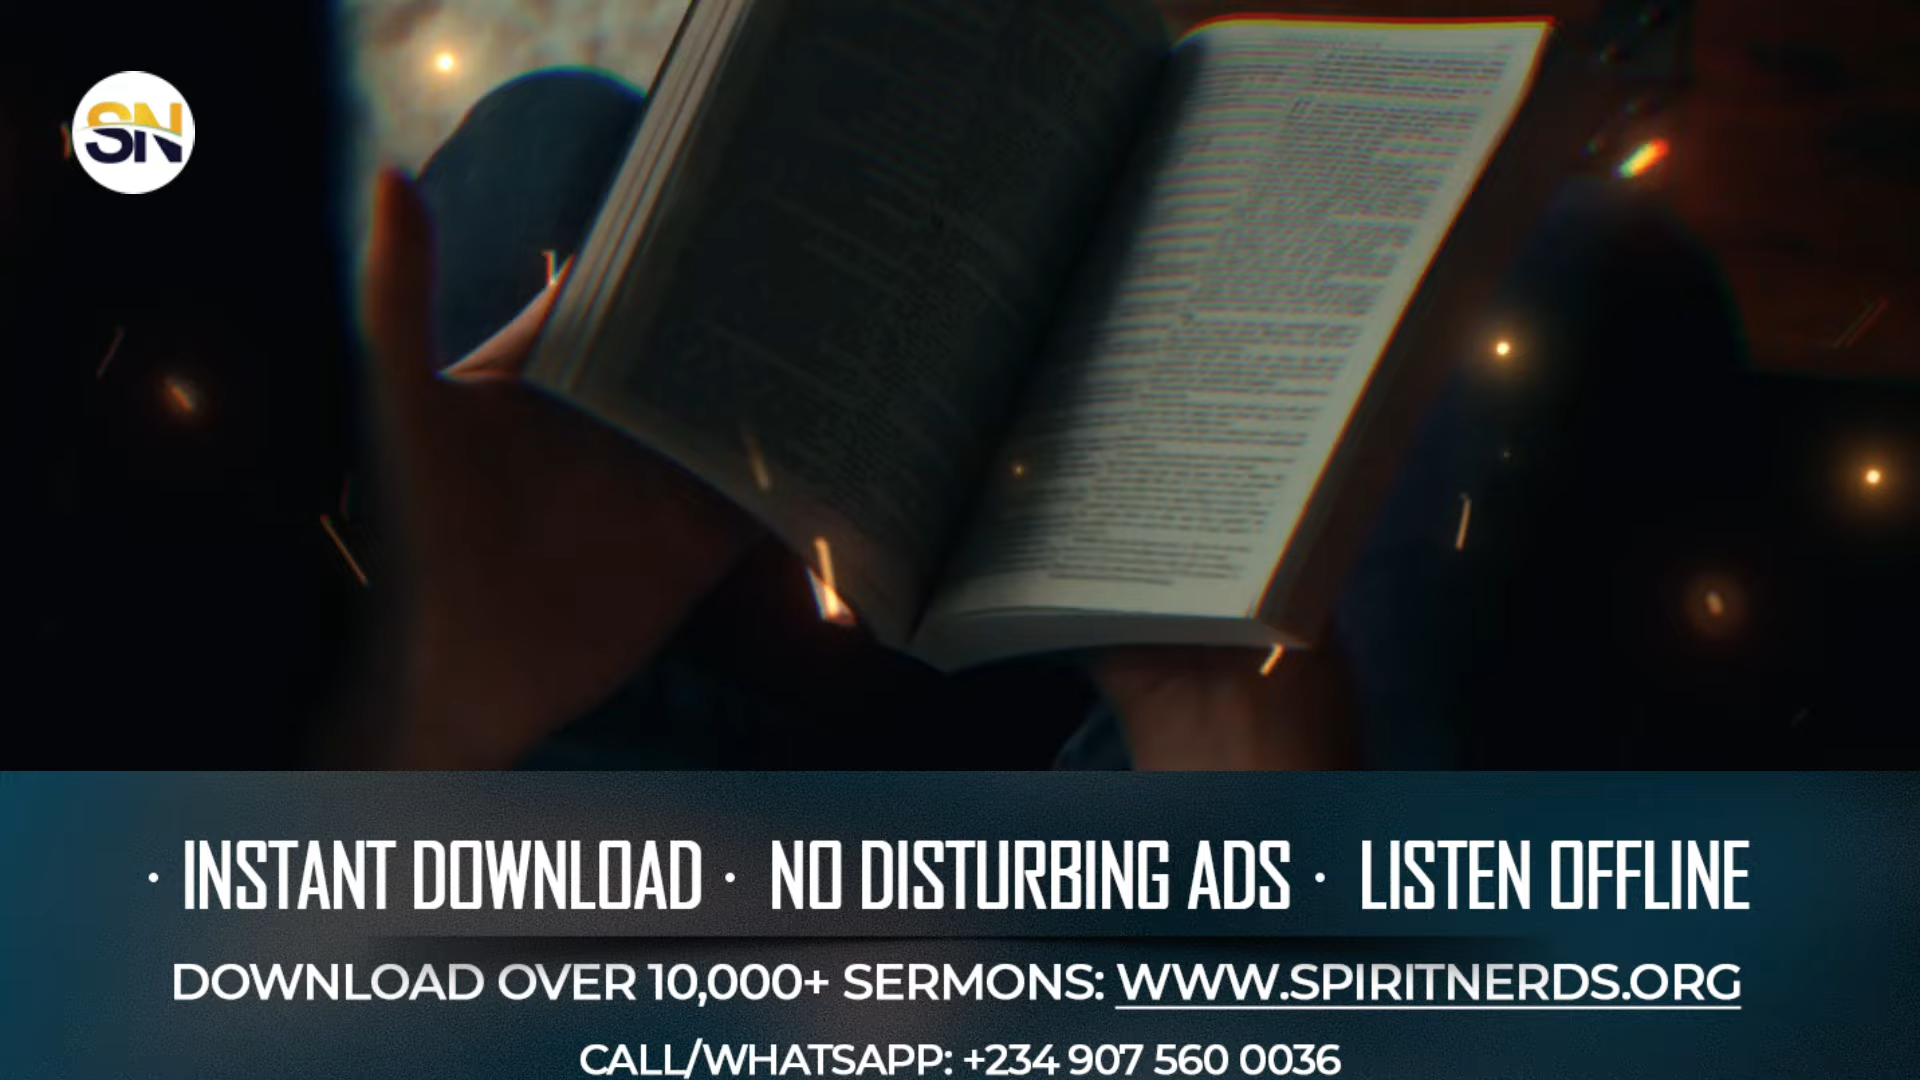 SN
· INSTANT DOWNLOAD · NO DISTURBING ADS · LISTEN OFFLINE
DOWNLOAD OVER 10,000+ SERMONS: WWW.SPIRITNERDS.ORG
CALL/WHATSAPP: +234 907 560 0036